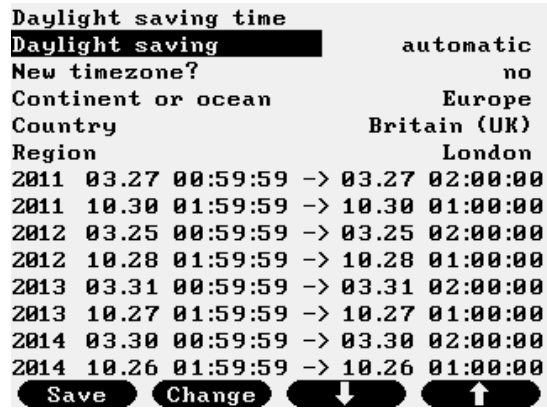 Daylight saving time
Daylight saving automatic
New timezone? no
Continent or ocean Europe
Country Britain (UK)
Region London
2011 03.27 00:59:59 -> 03.27 02:00:00
2011 10.30 01:59:59 -> 10.30 01:00:00
2012 03.25 00:59:59 -> 03.25 02:00:00
2012 10.28 01:59:59 -> 10.28 01:00:00
2013 03.31 00:59:59 -> 03.31 02:00:00
2013 10.27 01:59:59 -> 10.27 01:00:00
2014 03.30 00:59:59 -> 03.30 02:00:00
2014 10.26 01:59:59 -> 10.26 01:00:00
Save Change ↓ ↑